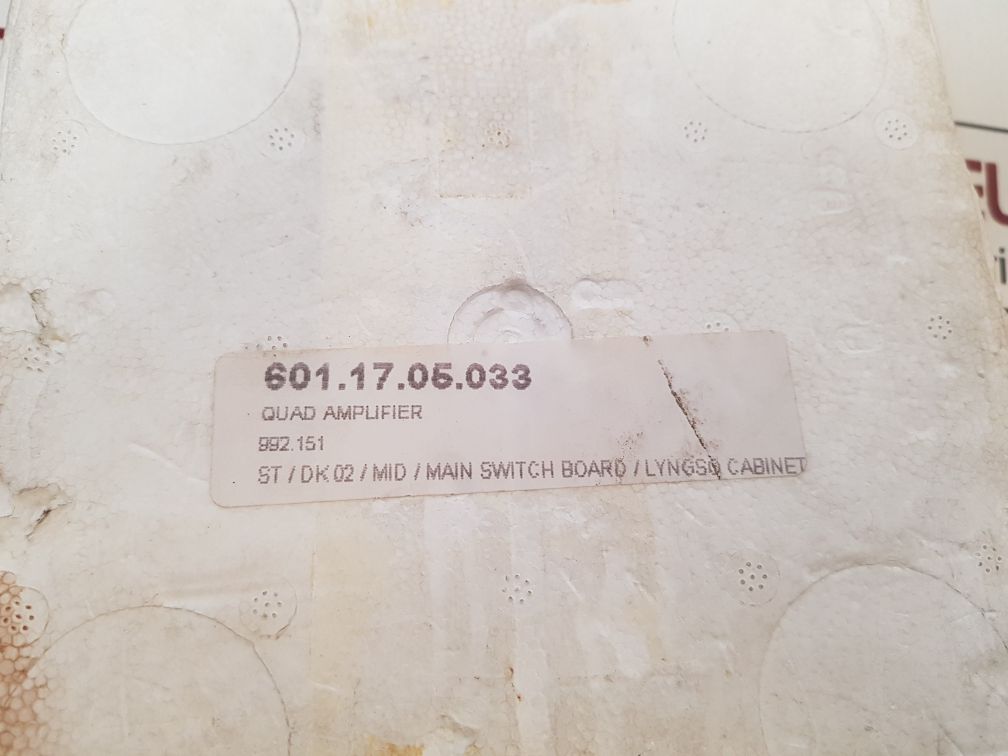 601.17.05.033
QUAD AMPLIFIER
992.151
ST / DK 02 / MID / MAIN SWITCH BOARD / LYNGSO CABINET